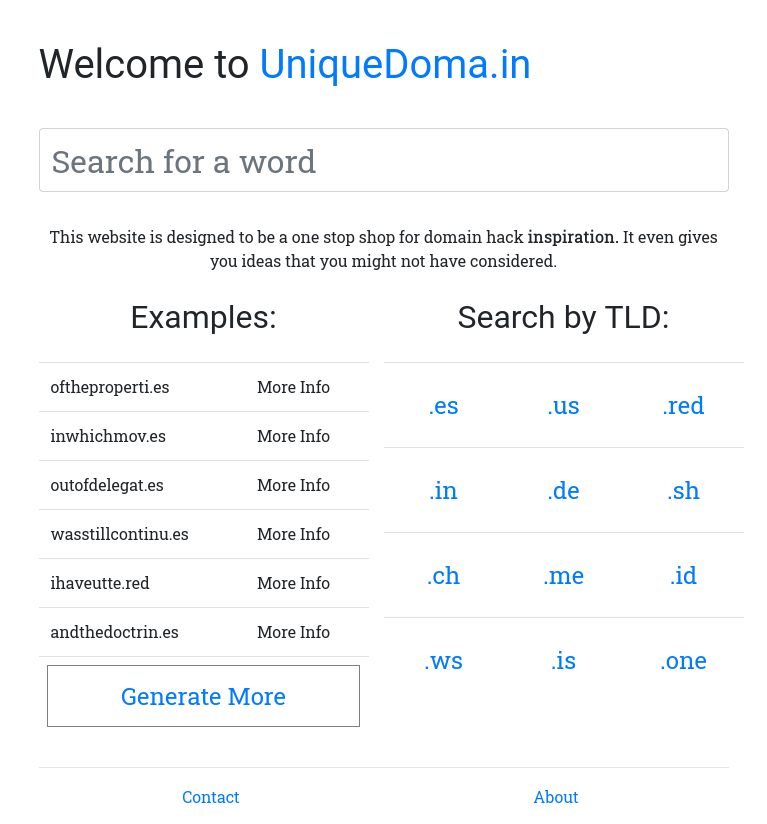 Welcome to UniqueDoma.in
Search for a word
This website is designed to be a one stop shop for domain hack inspiration. It even gives
you ideas that you might not have considered.
Examples:
oftheproperti.es More Info
inwhichmov.es More Info
outofdelegat.es More Info
wasstillcontinu.es More Info
ihaveutte.red More Info
andthedoctrin.es More Info
Generate More
Search by TLD:
.es .us .red
.in .de .sh
.ch .me .id
.ws .is .one
Contact About